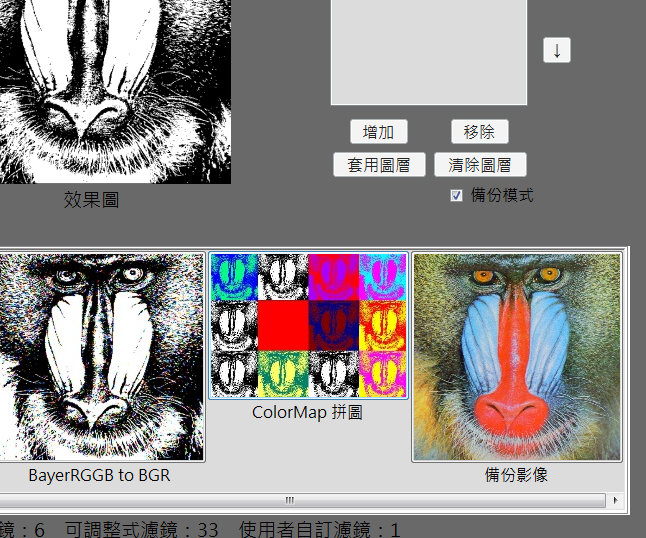 ↓
增加 移除
套用圖層 清除圖層
備份模式
效果圖
ColorMap 拼圖
BayerRGGB to BGR 備份影像
鏡：6 可調整式濾鏡：33 使用者自訂濾鏡：1